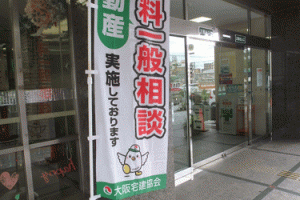 料一般相談
動産
実施しております
大阪宅建協会